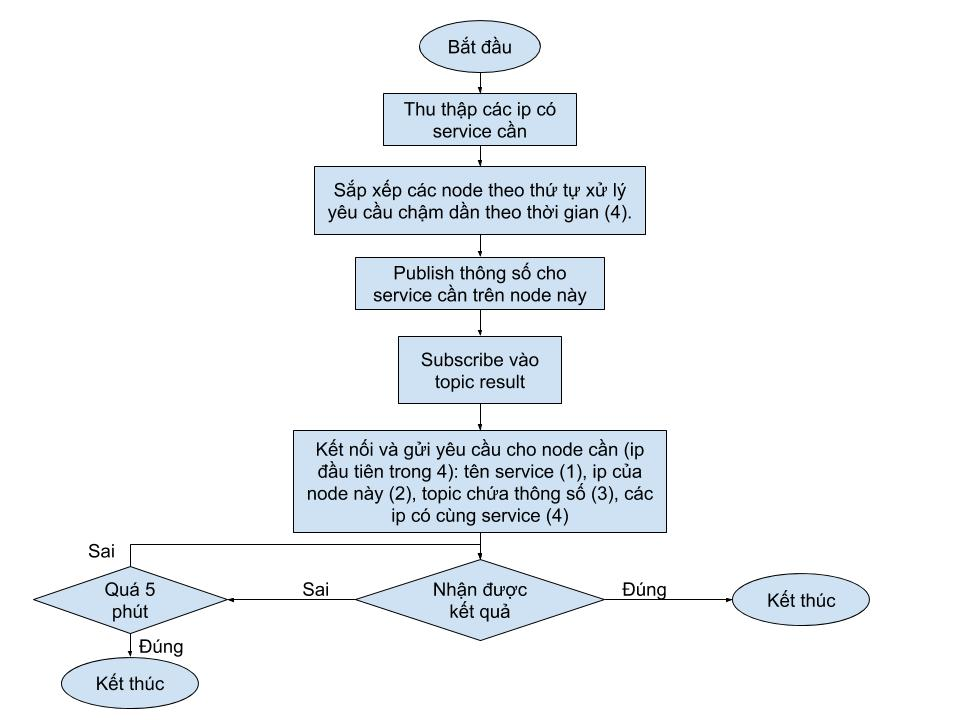 Bắt đầu
Thu thập các ip có
service cần
Sắp xếp các node theo thứ tự xử lý
yêu cầu chậm dần theo thời gian (4).
Publish thông số cho
service cần trên node này
Subscribe vào
topic result
Kết nối và gửi yêu cầu cho node cần (ip
đầu tiên trong 4): tên service (1), ip của
node này (2), topic chứa thông số (3), các
ip có cùng service (4)
Sai
Quá 5
phút
Sai
Nhận được
kết quả
Đúng
Kết thúc
Đúng
Kết thúc